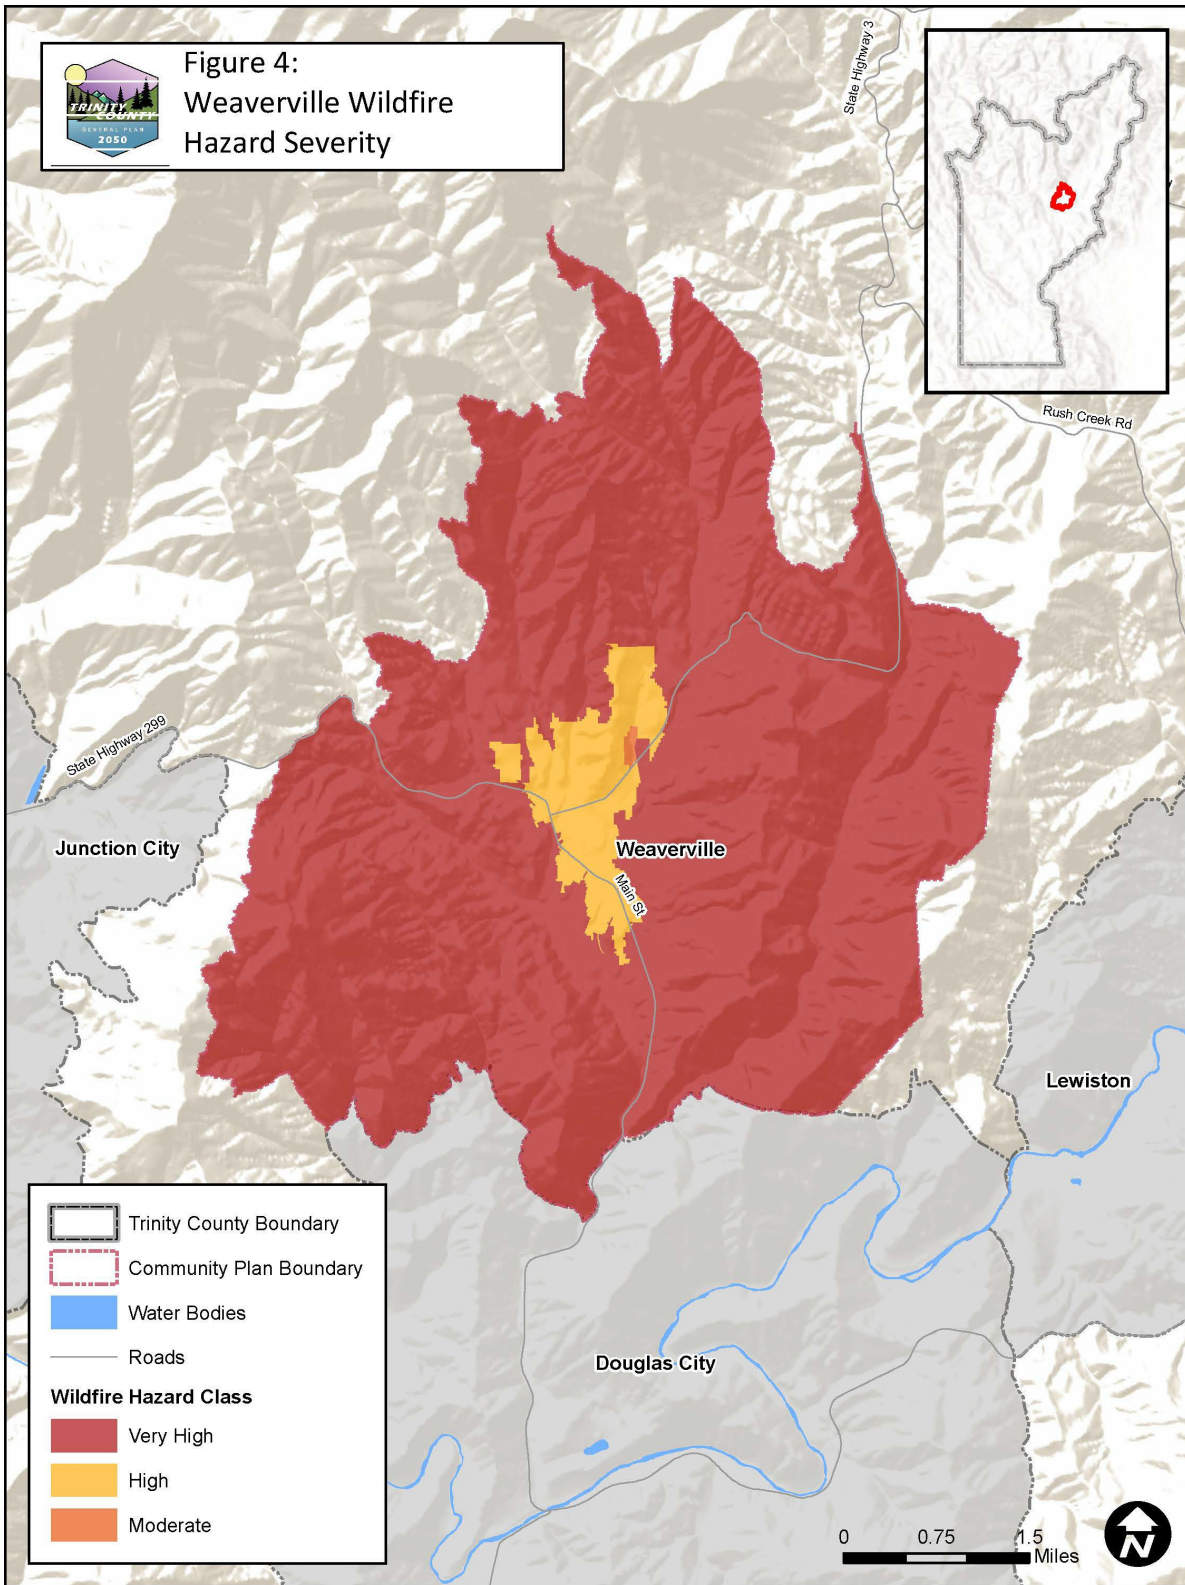 Figure 4:
Weaverville Wildfire
Hazard Severity
TRINITY
COUNTY
GENERAL PLAN
2050
State Highway 3
Rush Creek Rd
State Highway 299
Junction City
Weaverville
Main St
Lewiston
Douglas City
Trinity County Boundary
Community Plan Boundary
Water Bodies
Roads
Wildfire Hazard Class
Very High
High
Moderate
0 0.75 1.5
Miles
N